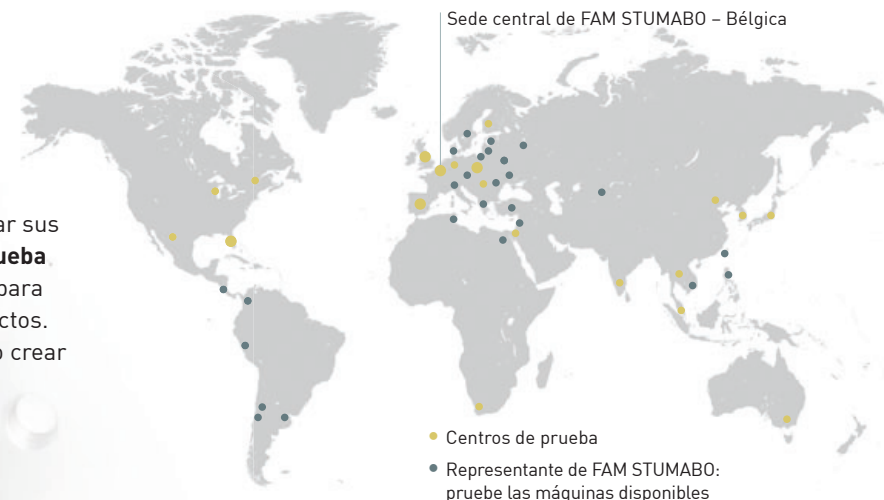 Sede central de FAM STUMABO – Bélgica
ar sus
ueba
para
ctos.
o crear
Centros de prueba
Representante de FAM STUMABO:
pruebe las máquinas disponibles